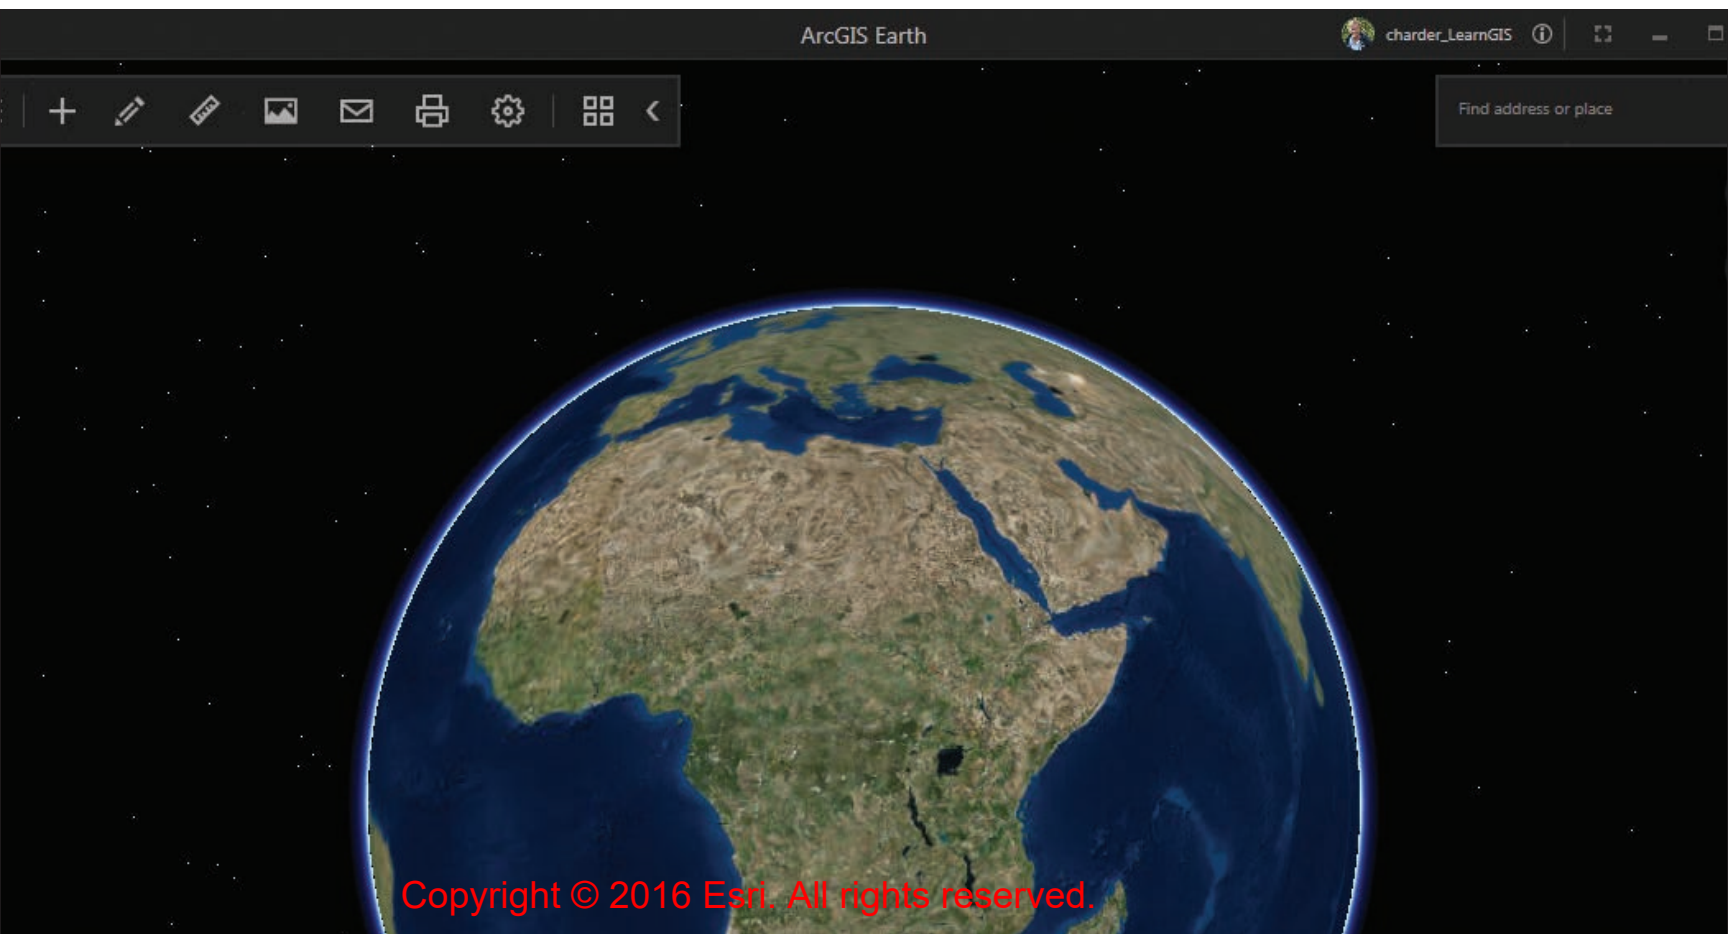 ArcGIS Earth
charder_LearnGIS
Find address or place
Copyright © 2016 Esri. All rights reserved.